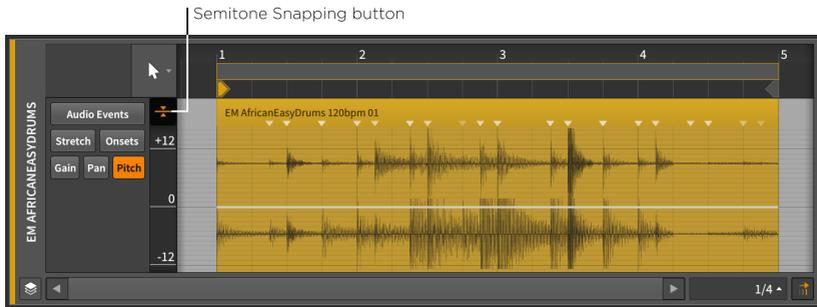 Semitone Snapping button
1 2 3 4 5
EM AFRICANEASYDRUMS
Audio Events
EM AfricanEasyDrums 120bpm 01
Stretch Onsets
+12
Gain Pan Pitch
0
-12
1/4